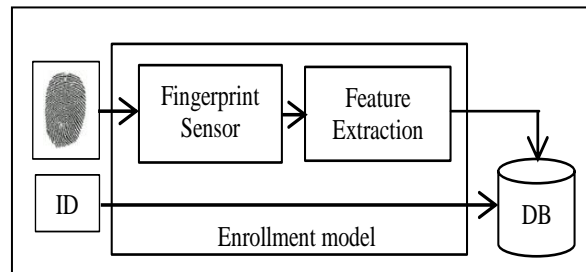 Fingerprint
Sensor
Feature
Extraction
ID
DB
Enrollment model